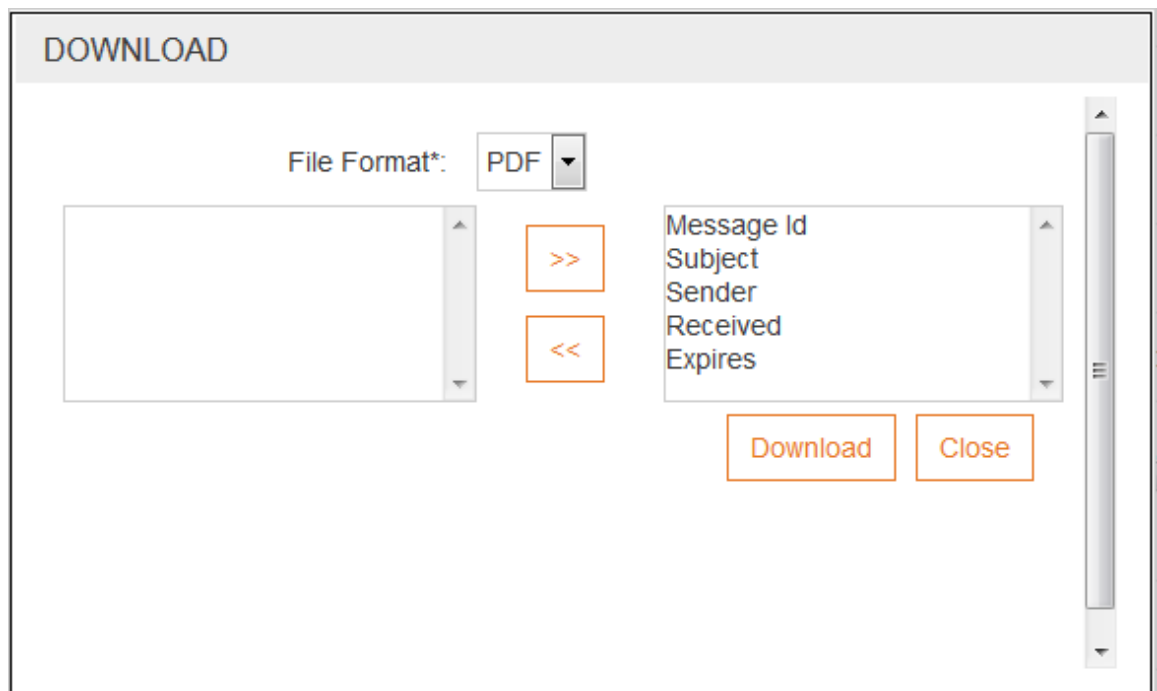 DOWNLOAD
File Format*: PDF
>>
<<
Message Id
Subject
Sender
Received
Expires
Download Close